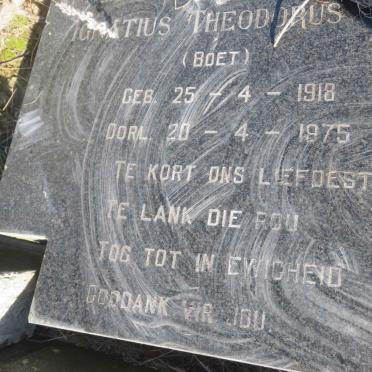 IGNATIUS THEODORUS
(BOET)
GEB. 25 - 4 - 1918
OORL. 20 - 4 - 1975
TE KORT ONS LIEFDEST
TE LANK DIE ROU
TOG TOT IN EWIGHEID
GODDANK VIR JOU